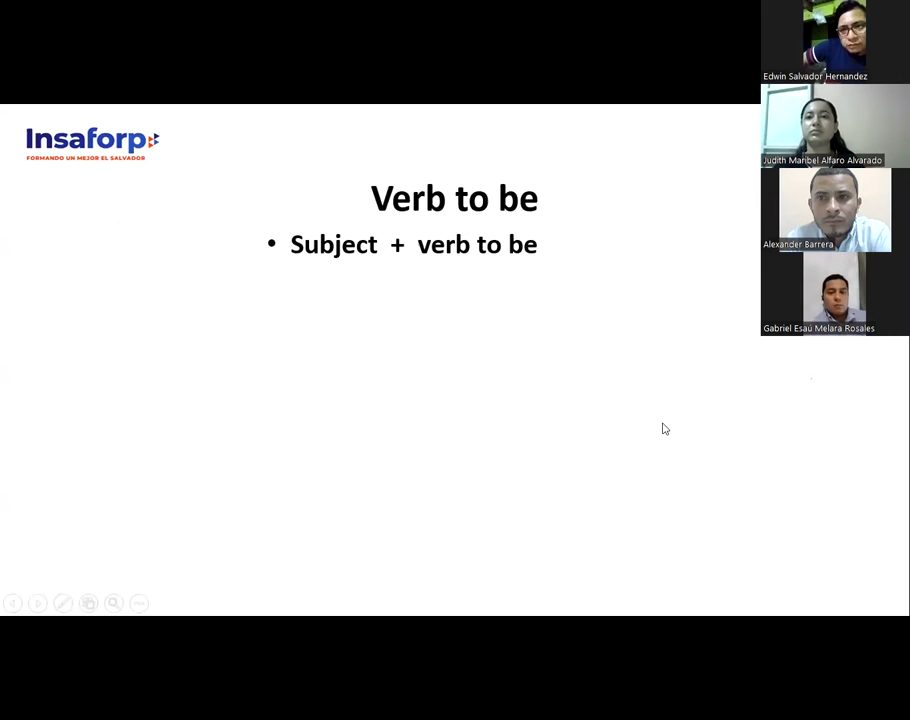 Edwin Salvador Hernandez
Insaforp
FORMANDO UN MEJOR EL SALVADOR
Judith Maribel Alfaro Alvarado
Verb to be
• Subject + verb to be
Alexander Barrera
Gabriel Esaú Melara Rosales